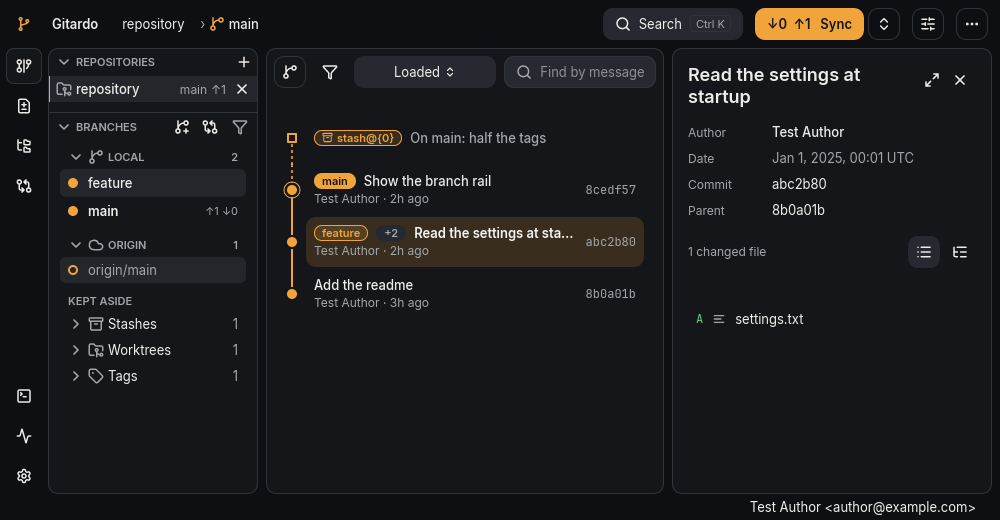 Gitardo repository › main
Search Ctrl K
↓0 ↑1 Sync
REPOSITORIES
repository main ↑1
BRANCHES
LOCAL 2
feature
main ↑1 ↓0
ORIGIN 1
origin/main
KEPT ASIDE
Stashes 1
Worktrees 1
Tags 1
Loaded
Find by message
stash@{0} On main: half the tags
main Show the branch rail
Test Author · 2h ago
8cedf57
feature +2 Read the settings at sta...
Test Author · 2h ago
abc2b80
Add the readme
Test Author · 3h ago
8b0a01b
Read the settings at
startup
Author Test Author
Date Jan 1, 2025, 00:01 UTC
Commit abc2b80
Parent 8b0a01b
1 changed file
A settings.txt
Test Author <author@example.com>